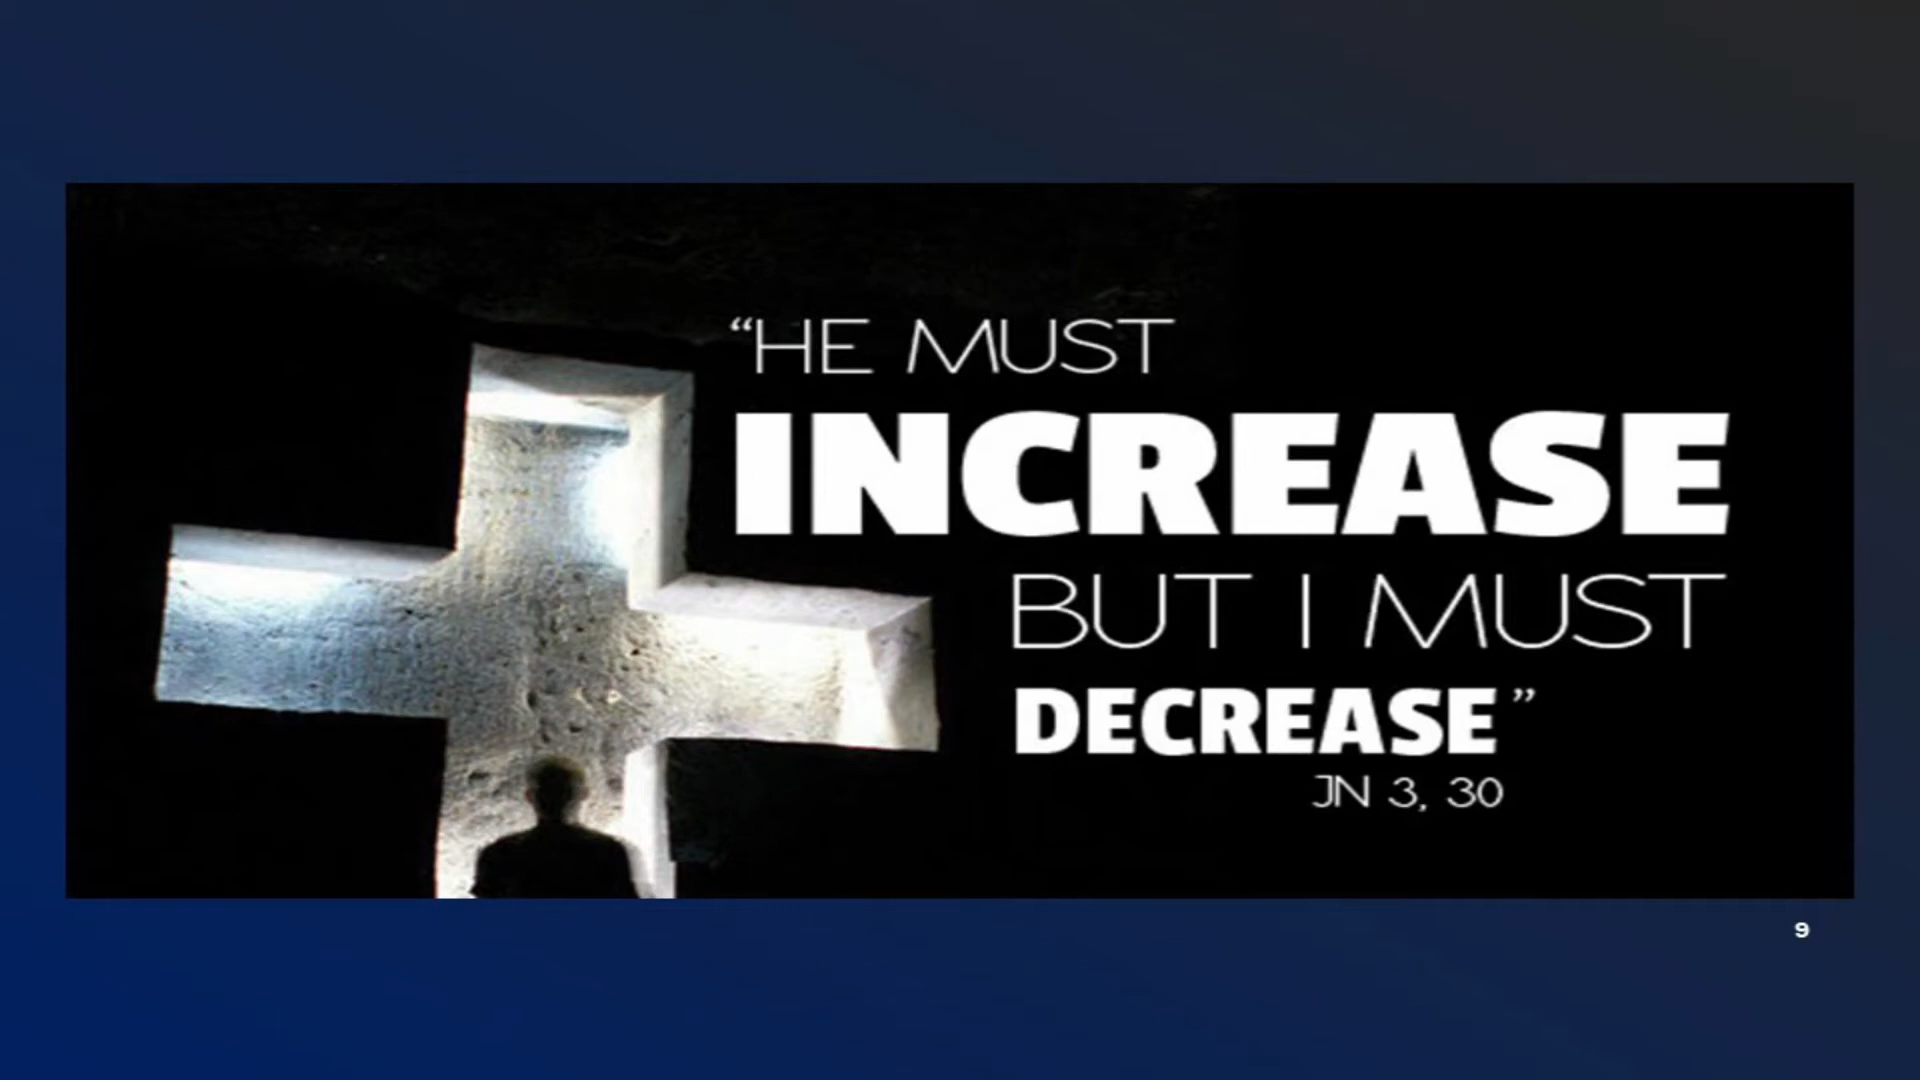 “HE MUST
INCREASE
BUT I MUST
DECREASE”
JN 3, 30
9